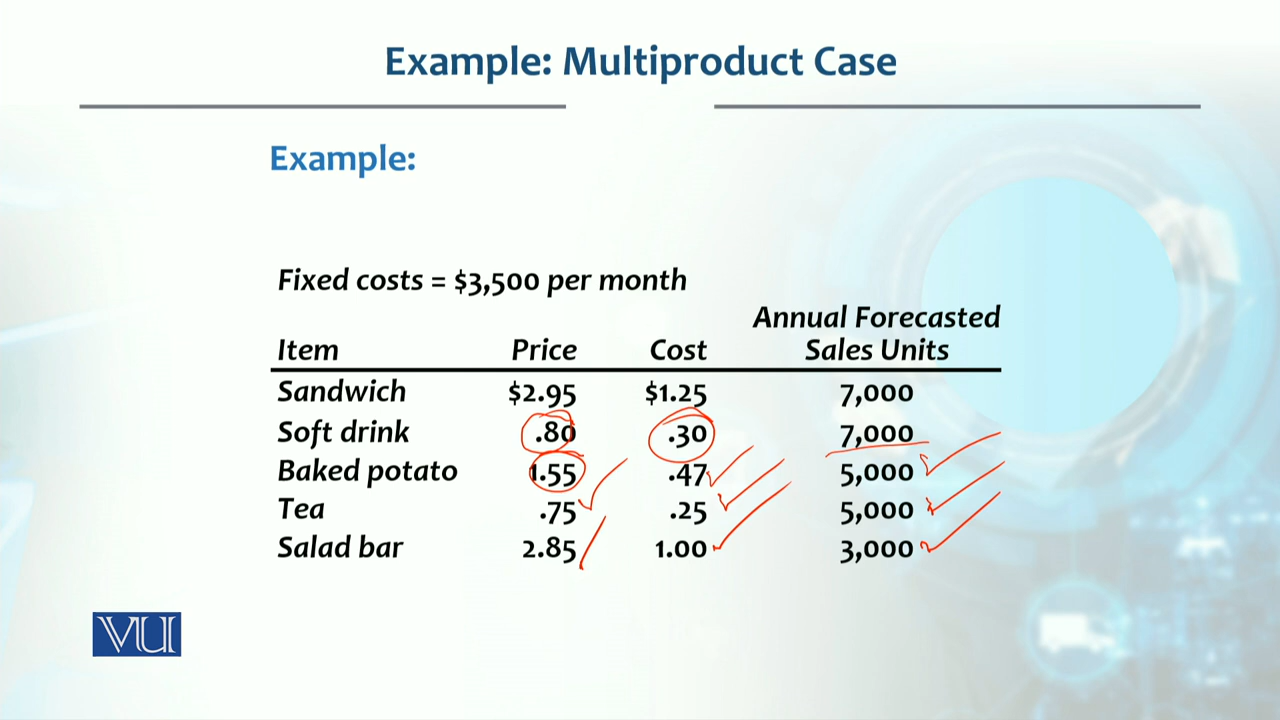 Example: Multiproduct Case
Example:
Fixed costs = $3,500 per month
Annual Forecasted
Item Price Cost Sales Units
Sandwich $2.95 $1.25 7,000
Soft drink .80 .30 7,000
Baked potato 1.55 .47 5,000
Tea .75 .25 5,000
Salad bar 2.85 1.00 3,000
VU